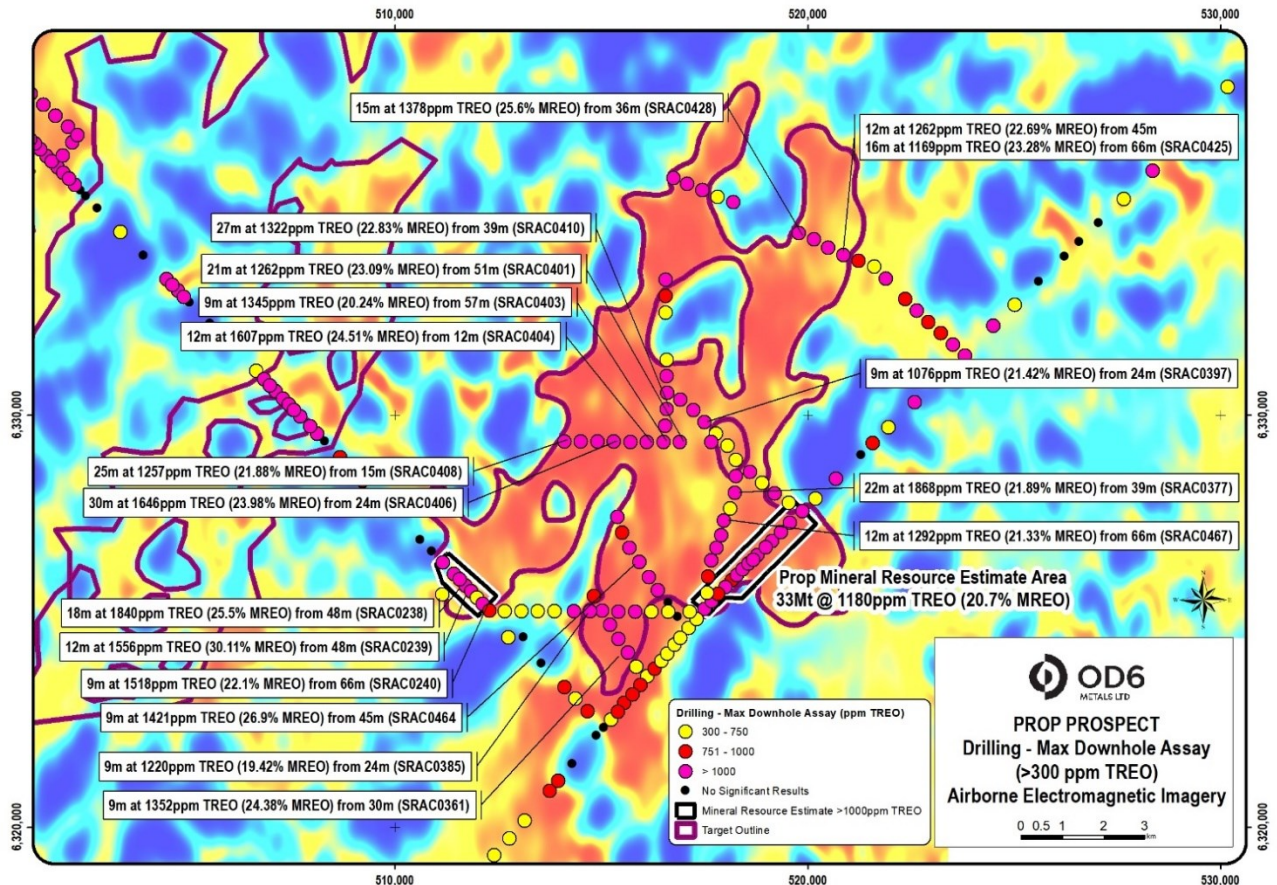 510,000
520,000
530,000
15m at 1378ppm TREO (25.6% MREO) from 36m (SRAC0428)
12m at 1262ppm TREO (22.69% MREO) from 45m
16m at 1169ppm TREO (23.28% MREO) from 66m (SRAC0425)
27m at 1322ppm TREO (22.83% MREO) from 39m (SRAC0410)
21m at 1262ppm TREO (23.09% MREO) from 51m (SRAC0401)
9m at 1345ppm TREO (20.24% MREO) from 57m (SRAC0403)
12m at 1607ppm TREO (24.51% MREO) from 12m (SRAC0404)
9m at 1076ppm TREO (21.42% MREO) from 24m (SRAC0397)
6,330,000
6,330,000
25m at 1257ppm TREO (21.88% MREO) from 15m (SRAC0408)
30m at 1646ppm TREO (23.98% MREO) from 24m (SRAC0406)
22m at 1868ppm TREO (21.89% MREO) from 39m (SRAC0377)
12m at 1292ppm TREO (21.33% MREO) from 66m (SRAC0467)
Prop Mineral Resource Estimate Area
33Mt @ 1180ppm TREO (20.7% MREO)
18m at 1840ppm TREO (25.5% MREO) from 48m (SRAC0238)
12m at 1556ppm TREO (30.11% MREO) from 48m (SRAC0239)
9m at 1518ppm TREO (22.1% MREO) from 66m (SRAC0240)
9m at 1421ppm TREO (26.9% MREO) from 45m (SRAC0464
9m at 1220ppm TREO (19.42% MREO) from 24m (SRAC0385)
9m at 1352ppm TREO (24.38% MREO) from 30m (SRAC0361)
Drilling - Max Downhole Assay (ppm TREO)
300 - 750
751 - 1000
> 1000
No Significant Results
Mineral Resource Estimate >1000ppm TREO
Target Outline
OD6
METALS LTD
PROP PROSPECT
Drilling - Max Downhole Assay
(>300 ppm TREO)
Airborne Electromagnetic Imagery
0 0.5 1 2 3
km
6,320,000
6,320,000
510,000
520,000
530,000